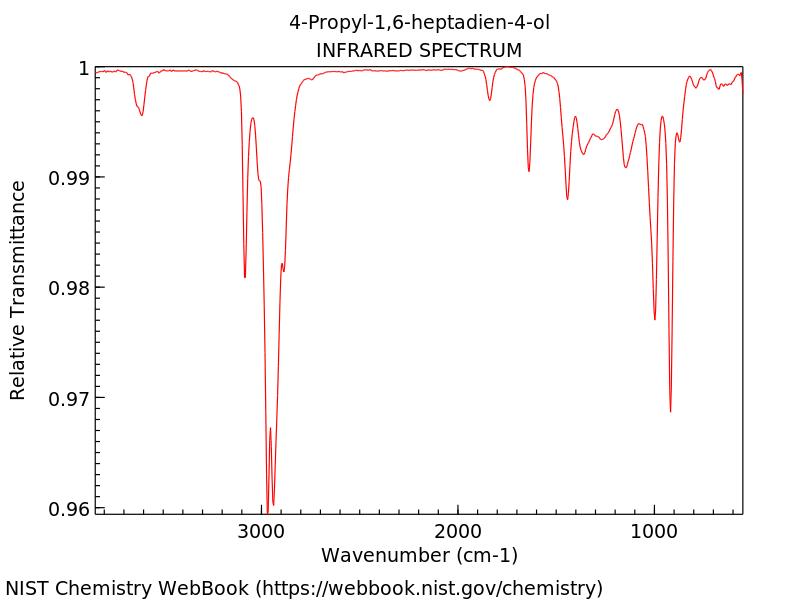 4-Propyl-1,6-heptadien-4-ol
INFRARED SPECTRUM
1
0.99
0.98
0.97
0.96
Relative Transmittance
3000 2000 1000
Wavenumber (cm-1)
NIST Chemistry WebBook (https://webbook.nist.gov/chemistry)